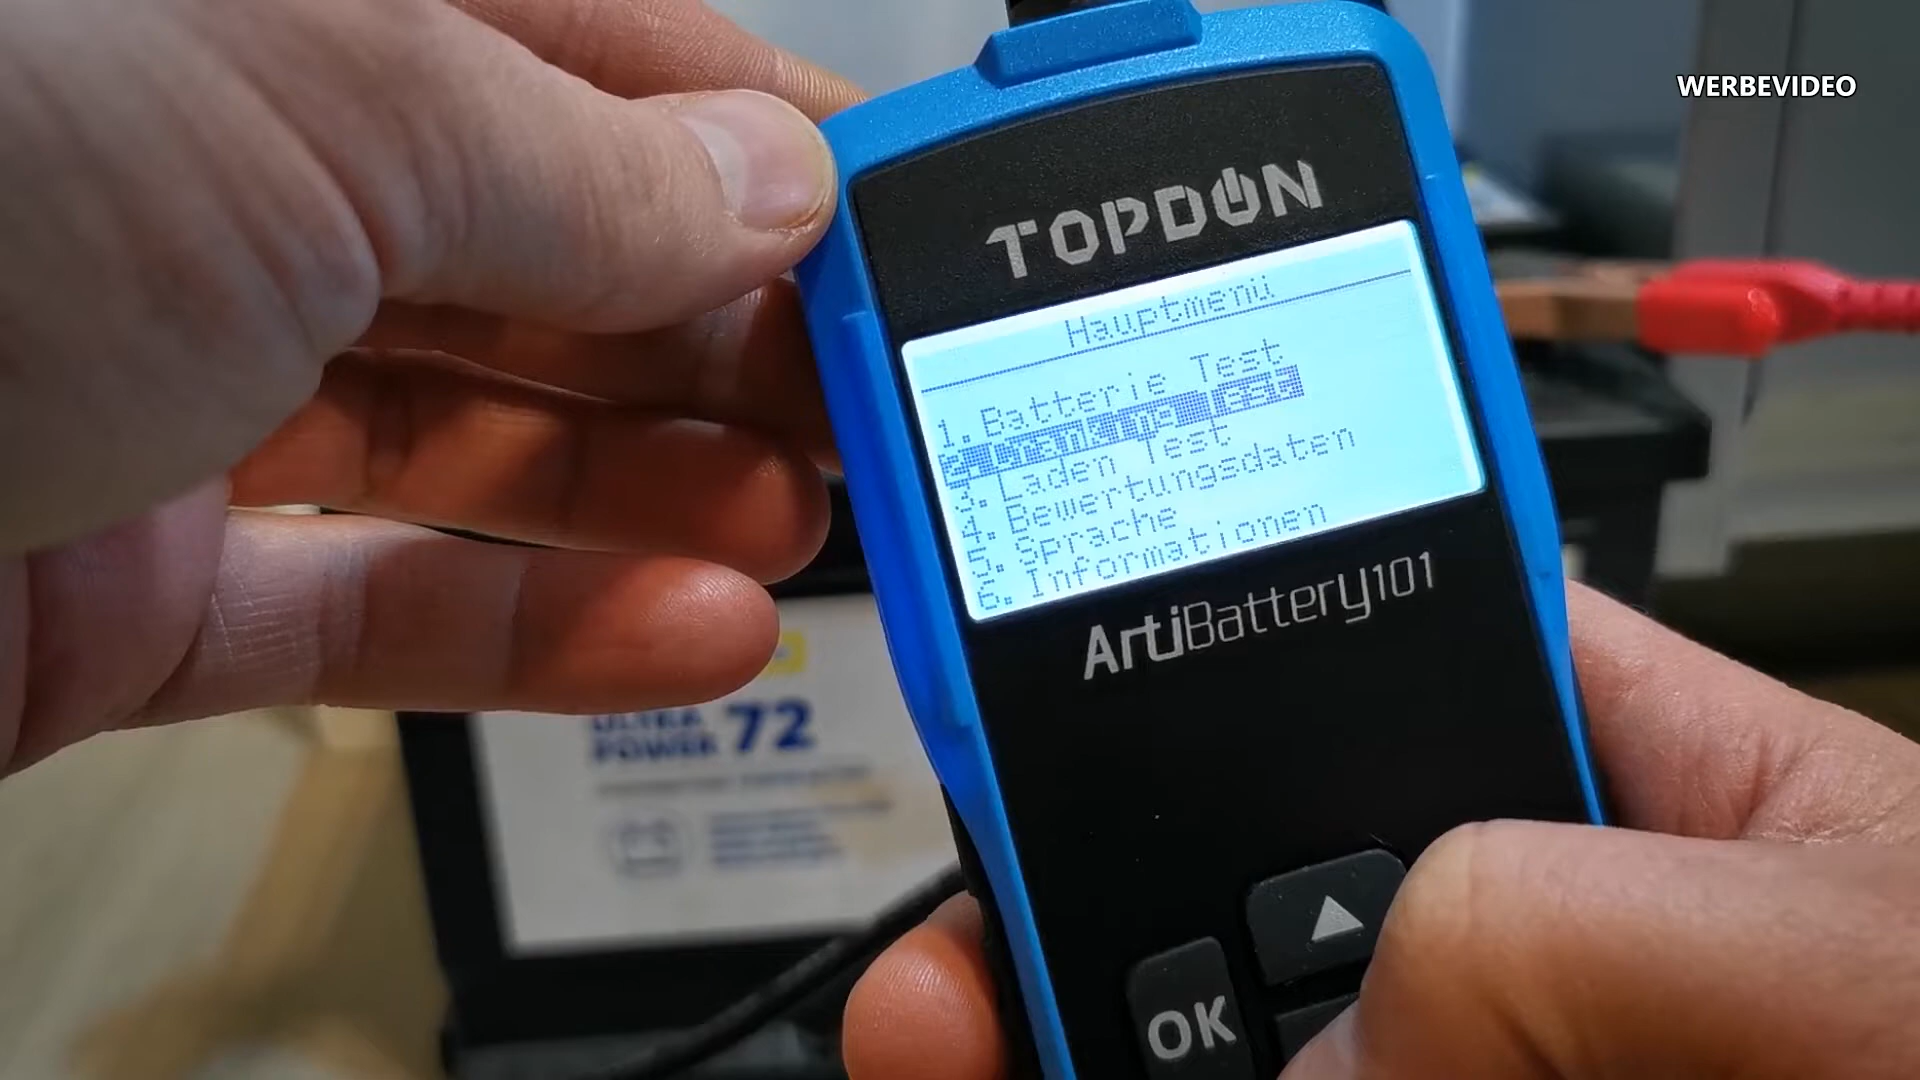 WERBEVIDEO
TOPDON
Hauptmenü
1. Batterie Test
2. Cranking Test
3. Laden Test
4. Bewertungsdaten
5. Sprache
6. Informationen
ArtiBattery101
ULTRA
POWER 72
OK